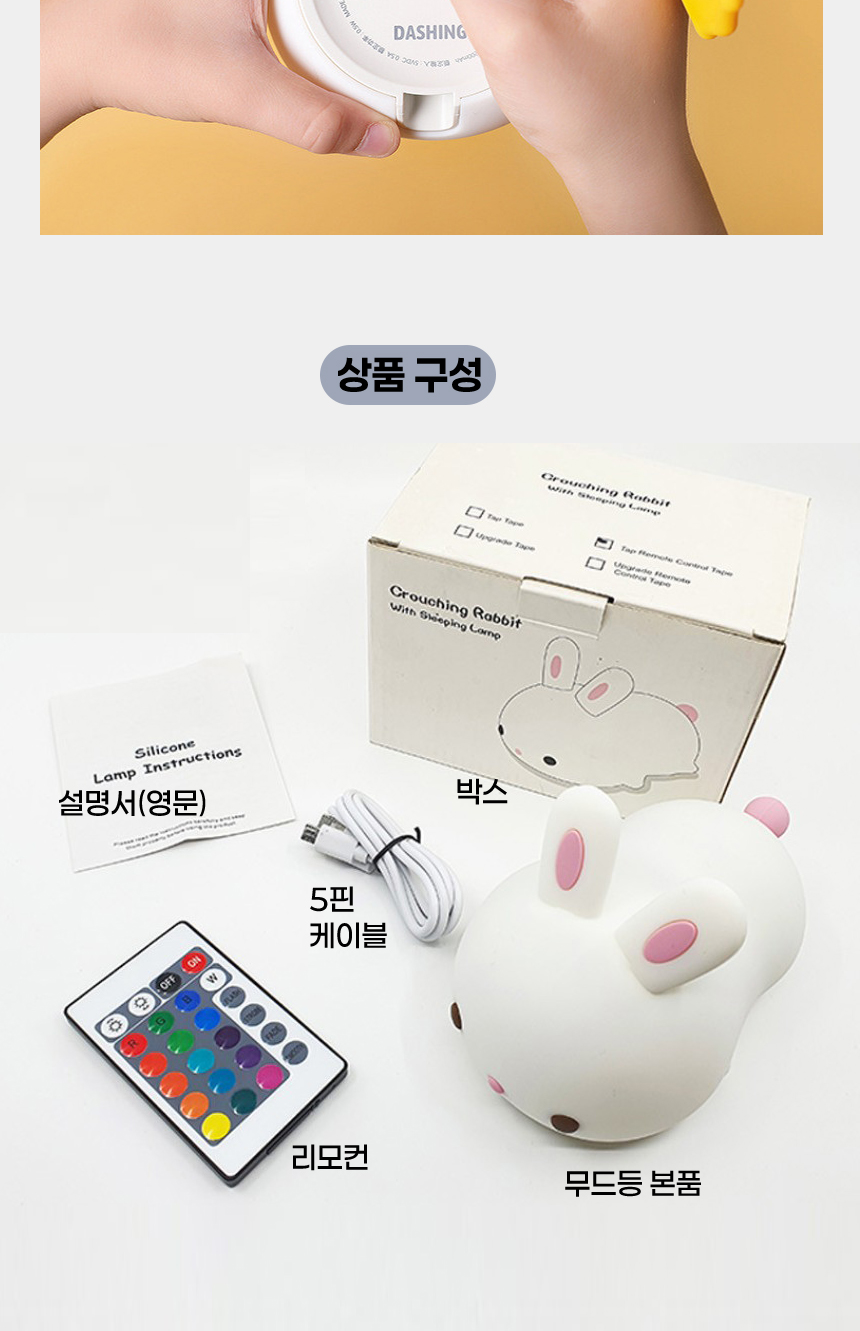 DASHING
상품 구성
Crouching Rabbit
With Sleeping Lamp
Tap Tape
Upgrade Tape
Tap Remote Control Tape
Upgrade Remote
Control Tape
Crouching Rabbit
With Sleeping Lamp
Silicone
Lamp Instructions
설명서(영문)
박스
5핀
케이블
ON
OFF
W
B
G
R
FLASH
FADE
리모컨
무드등 본품